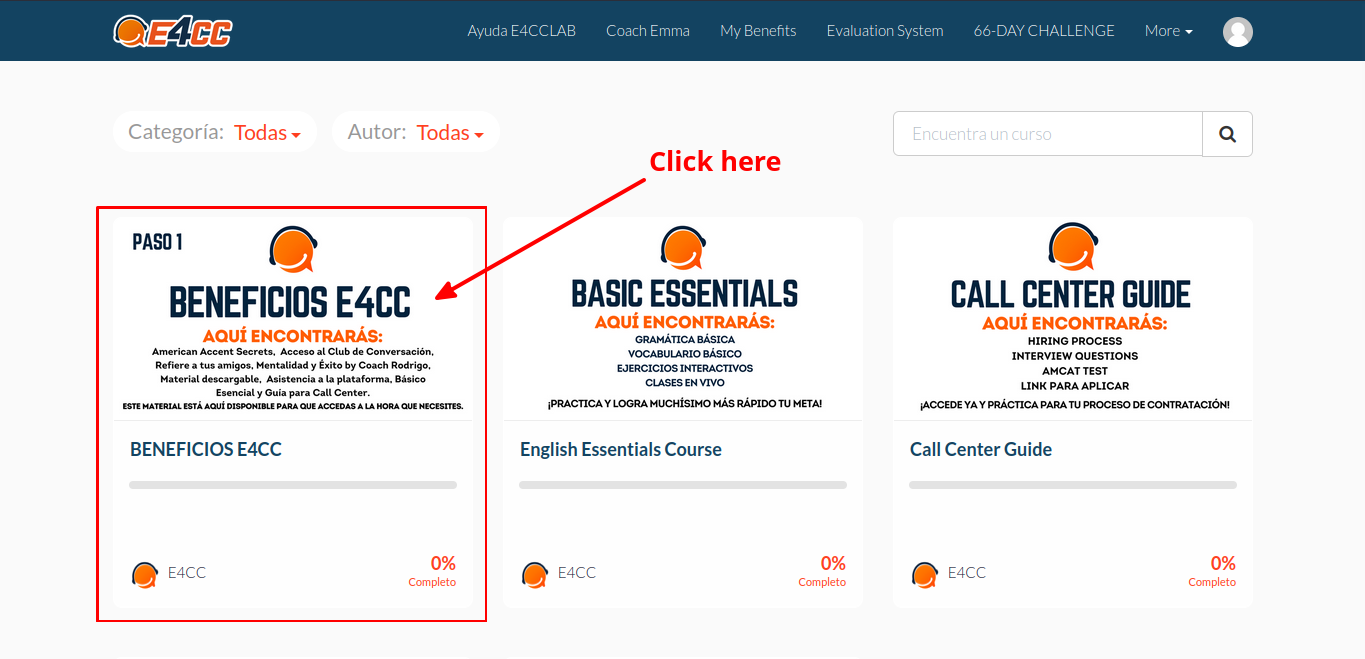 E4CC
Ayuda E4CCLAB
Coach Emma
My Benefits
Evaluation System
66-DAY CHALLENGE
More
Categoría: Todas
Autor: Todas
Encuentra un curso
Click here
PASO 1
BENEFICIOS E4CC
AQUÍ ENCONTRARÁS:
American Accent Secrets, Acceso al Club de Conversación,
Refiere a tus amigos, Mentalidad y Éxito by Coach Rodrigo,
Material descargable, Asistencia a la plataforma, Básico
Esencial y Guía para Call Center.
ESTE MATERIAL ESTÁ AQUÍ DISPONIBLE PARA QUE ACCEDAS A LA HORA QUE NECESITES.
BENEFICIOS E4CC
E4CC
0%
Completo
BASIC ESSENTIALS
AQUÍ ENCONTRARÁS:
GRAMÁTICA BÁSICA
VOCABULARIO BÁSICO
EJERCICIOS INTERACTIVOS
CLASES EN VIVO
¡PRACTICA Y LOGRA MUCHÍSIMO MÁS RÁPIDO TU META!
English Essentials Course
E4CC
0%
Completo
CALL CENTER GUIDE
AQUÍ ENCONTRARÁS:
HIRING PROCESS
INTERVIEW QUESTIONS
AMCAT TEST
LINK PARA APLICAR
¡ACCEDE YA Y PRÁCTICA PARA TU PROCESO DE CONTRATACIÓN!
Call Center Guide
E4CC
0%
Completo